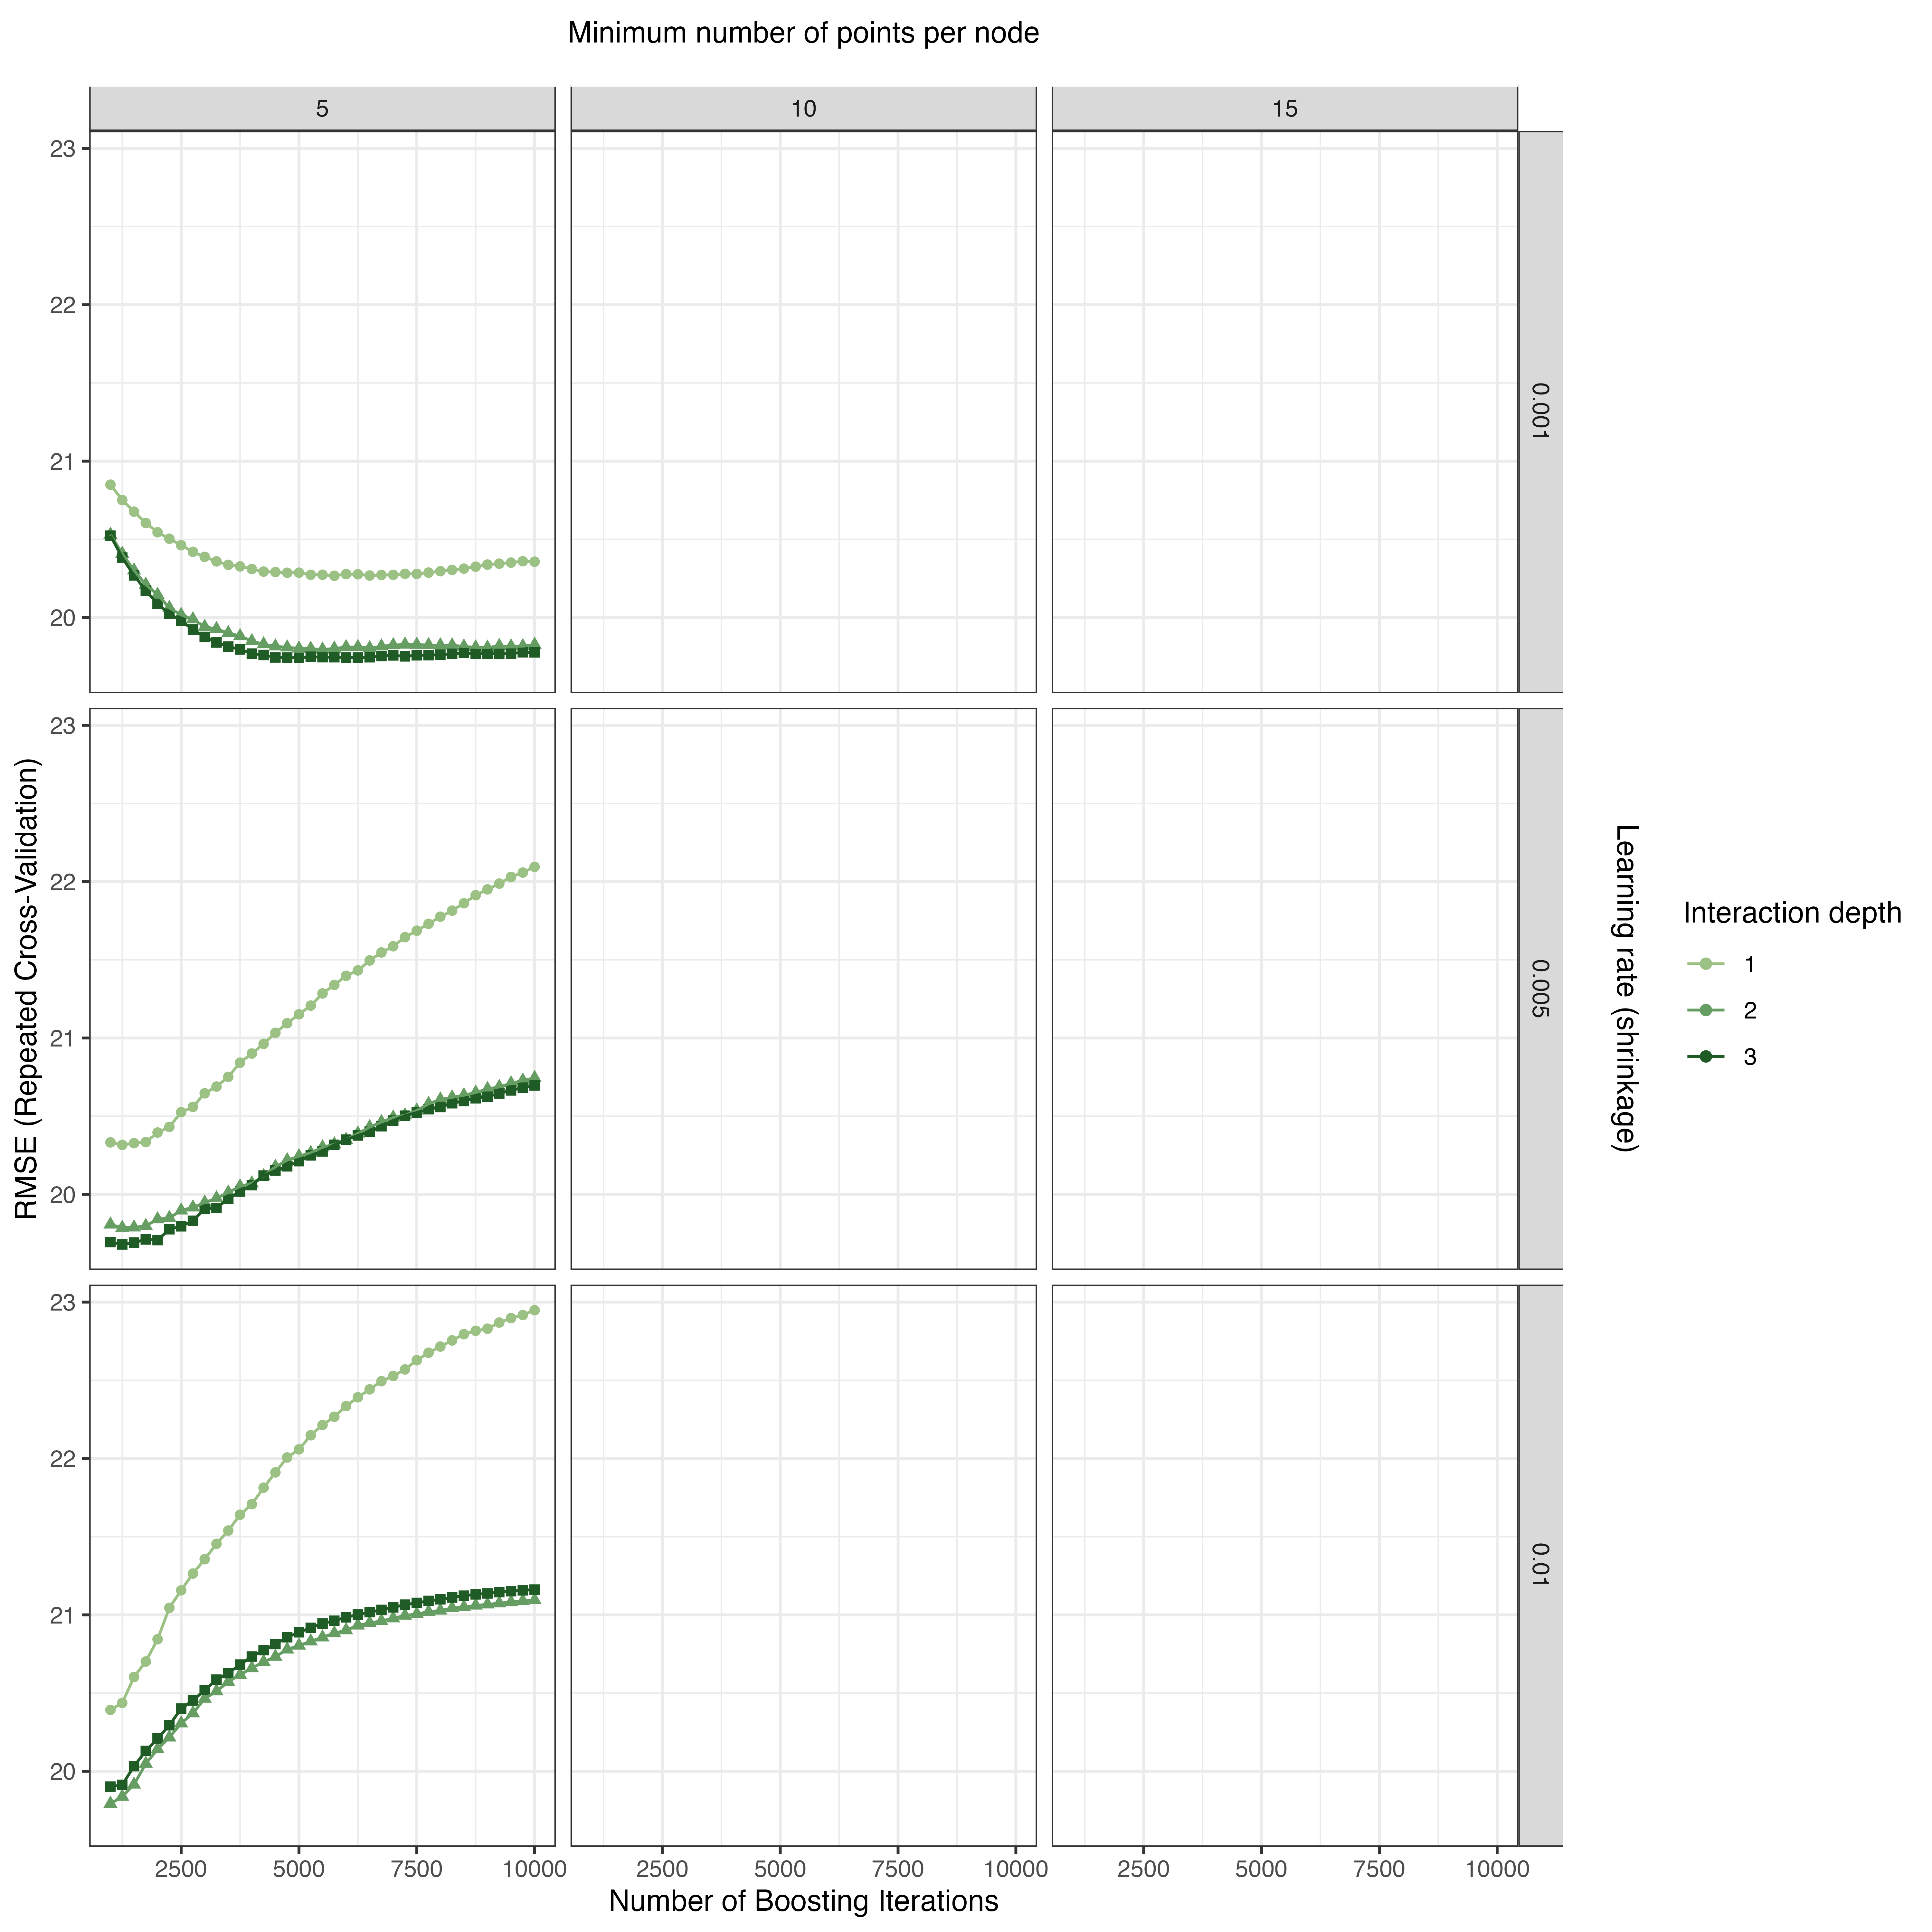 Minimum number of points per node
5
10
15
23
22
21
20
0.001
23
22
21
20
0.005
23
22
21
20
0.01
2500 5000 7500 10000
2500 5000 7500 10000
2500 5000 7500 10000
Number of Boosting Iterations
RMSE (Repeated Cross-Validation)
Learning rate (shrinkage)
Interaction depth
1
2
3